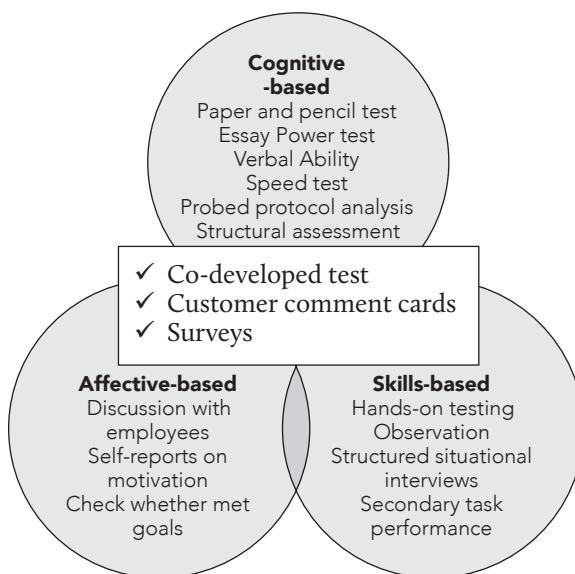 Cognitive
-based
Paper and pencil test
Essay Power test
Verbal Ability
Speed test
Probed protocol analysis
Structural assessment
✓ Co-developed test
✓ Customer comment cards
✓ Surveys
Affective-based
Discussion with
employees
Self-reports on
motivation
Check whether met
goals
Skills-based
Hands-on testing
Observation
Structured situational
interviews
Secondary task
performance